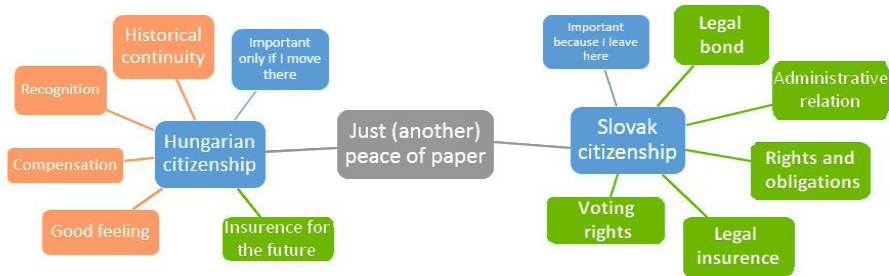 Historical
continuity
Important
only if I move
there
Recognition
Hungarian
citizenship
Compensation
Good feeling
Insurence for
the future
Just (another)
peace of paper
Important
because I leave
here
Legal
bond
Administrative
relation
Slovak
citizenship
Rights and
obligations
Voting
rights
Legal
insurence